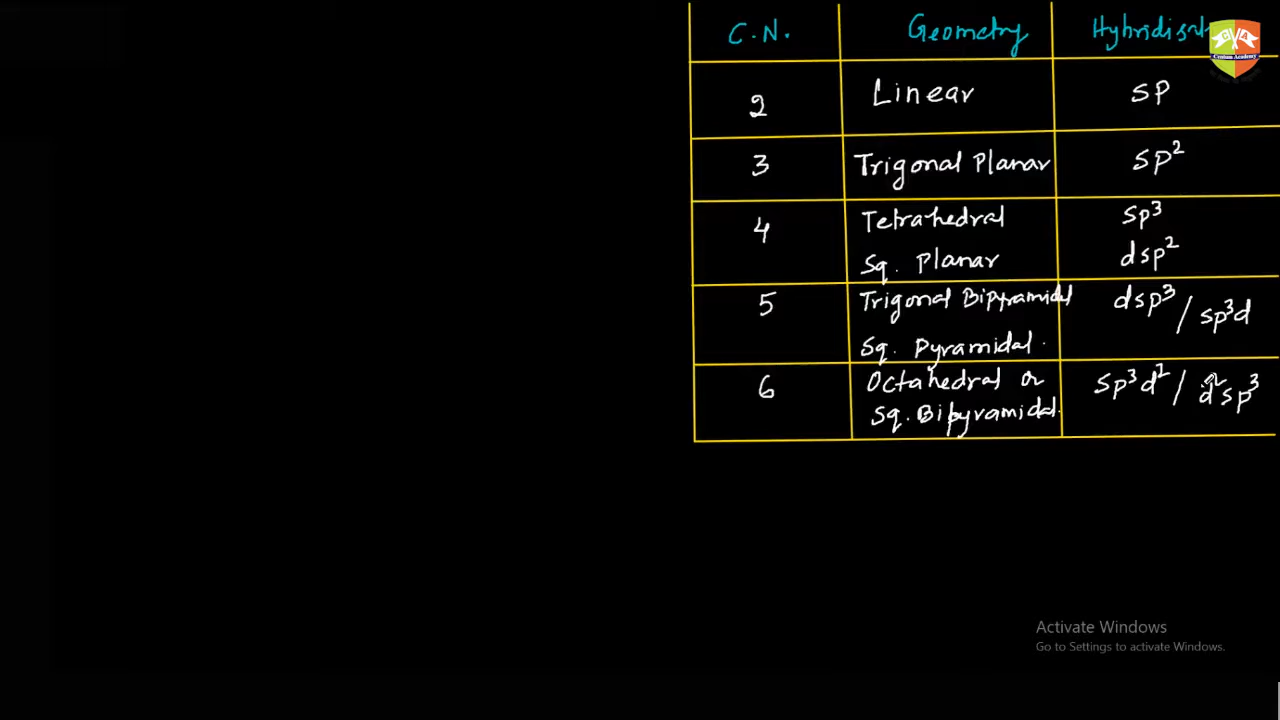 C.N. Geometry Hybridisat
2 Linear sp
3 Trigonal Planar sp²
4 Tetrahedral sp³
Sq. Planar dsp²
5 Trigonal Bipyramidal dsp³ / sp³d
Sq. Pyramidal.
6 Octahedral or sp³d² / d²sp³
Sq. Bipyramidal.
Activate Windows
Go to Settings to activate Windows.